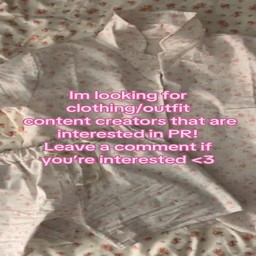 Im looking for
clothing/outfit
content creators that are
interested in PR!
Leave a comment if
you're interested <3